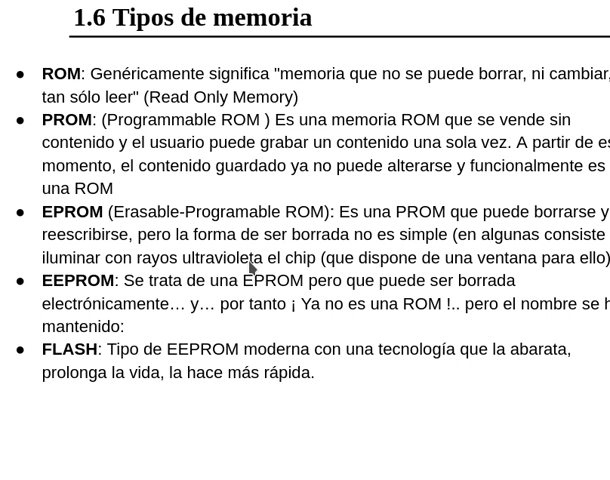 1.6 Tipos de memoria
● ROM: Genéricamente significa "memoria que no se puede borrar, ni cambiar,
tan sólo leer" (Read Only Memory)
● PROM: (Programmable ROM ) Es una memoria ROM que se vende sin
contenido y el usuario puede grabar un contenido una sola vez. A partir de
momento, el contenido guardado ya no puede alterarse y funcionalmente es
una ROM
● EPROM (Erasable-Programable ROM): Es una PROM que puede borrarse y
reescribirse, pero la forma de ser borrada no es simple (en algunas consiste
iluminar con rayos ultravioleta el chip (que dispone de una ventana para ello)
● EEPROM: Se trata de una EPROM pero que puede ser borrada
electrónicamente… y… por tanto ¡ Ya no es una ROM !.. pero el nombre se
mantenido:
● FLASH: Tipo de EEPROM moderna con una tecnología que la abarata,
prolonga la vida, la hace más rápida.